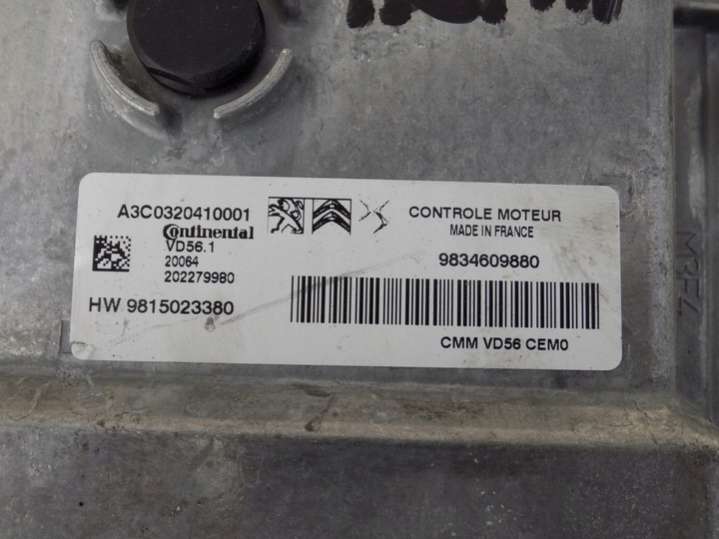 A3C0320410001
Continental
VD56.1
20064
202279980
HW 9815023380
CONTROLE MOTEUR
MADE IN FRANCE
9834609880
CMM VD56 CEM0